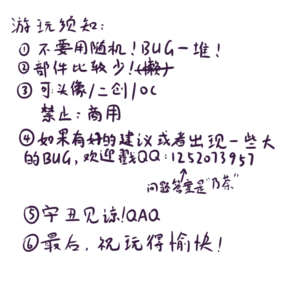 游玩须知:
①不要用随机!BUG一堆!
②部件比较少!(懒)
③可:头像/二创/OC
禁止:商用
④如果有好的建议或者出现一些大
的BUG,欢迎戳QQ:1252073957
问题答案是"乃茶"
⑤字丑见谅!QAQ
⑥最后,祝玩得愉快!